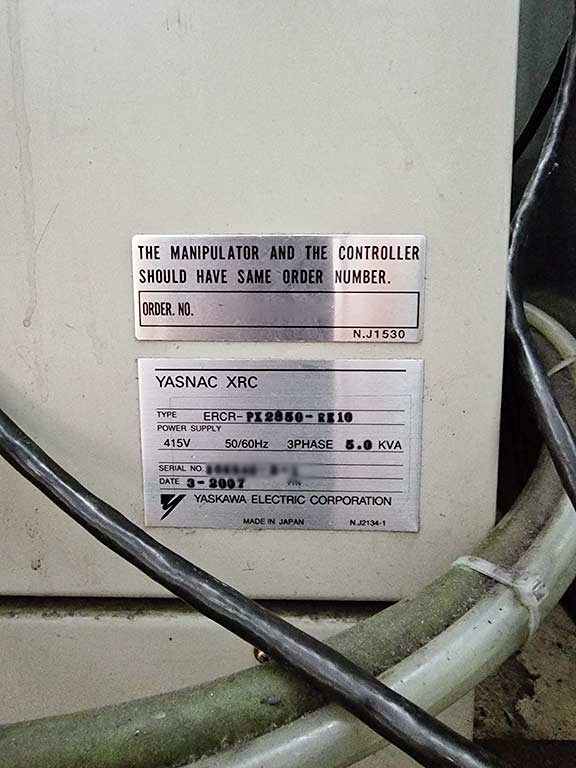 THE MANIPULATOR AND THE CONTROLLER
SHOULD HAVE SAME ORDER NUMBER.
ORDER. NO.
N.J1530
YASNAC XRC
TYPE ERCR-PX2850-RE10
POWER SUPPLY
415V 50/60Hz 3PHASE 5.0 KVA
SERIAL NO.
DATE 3-2007
YASKAWA ELECTRIC CORPORATION
MADE IN JAPAN N.J2134-1